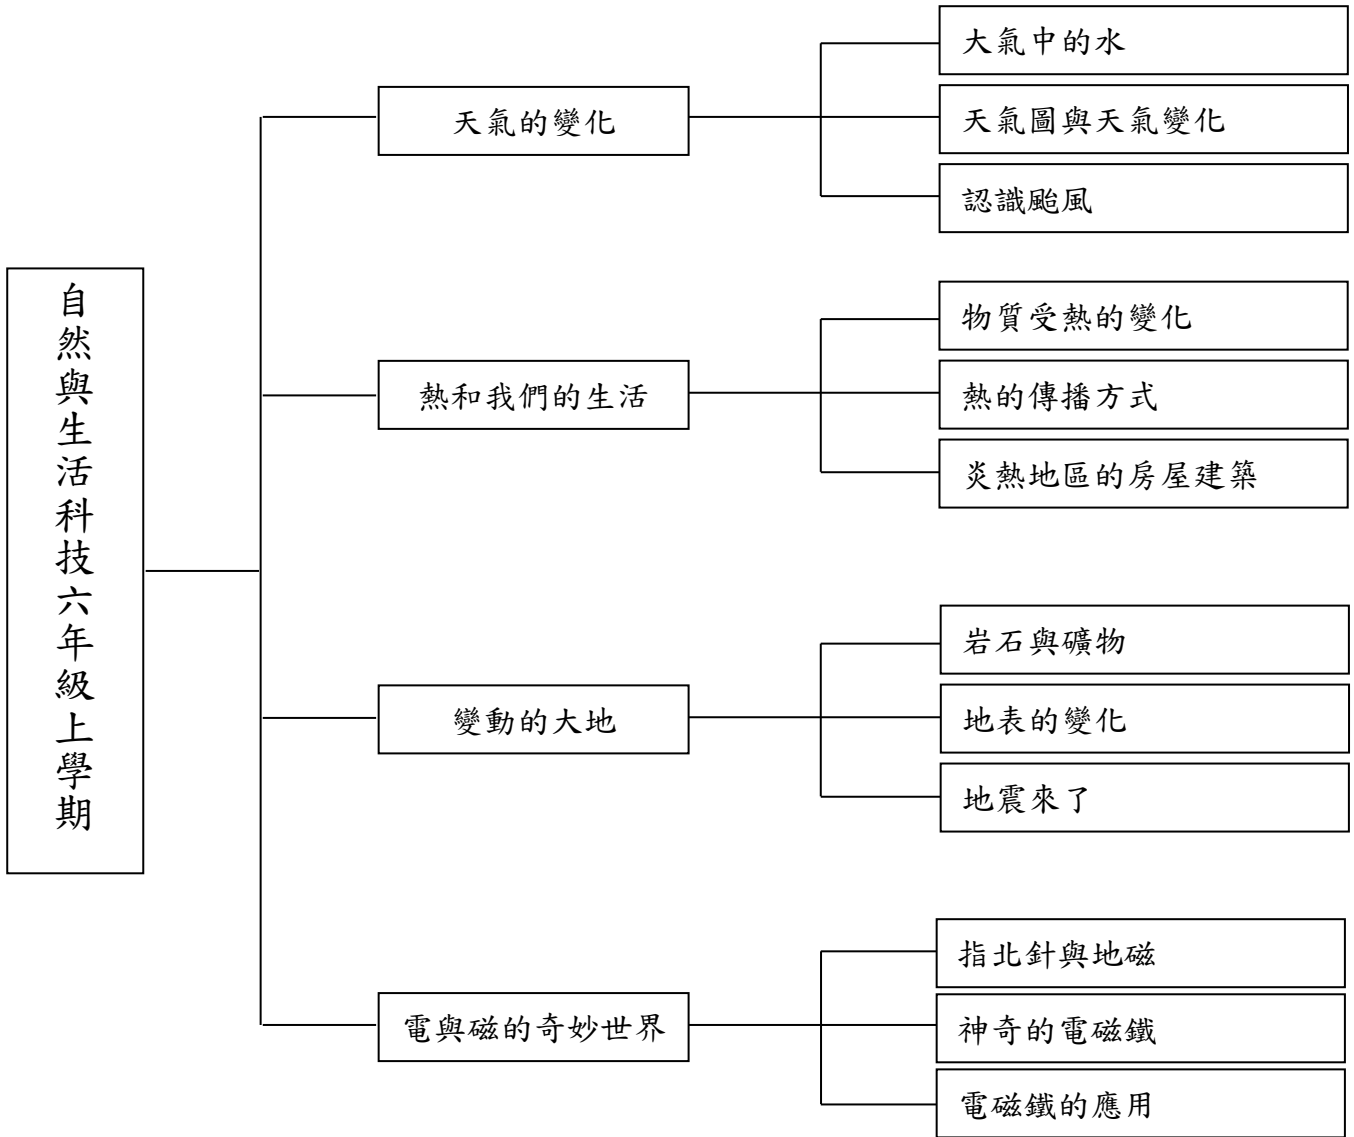 自然與生活科技六年級上學期
天氣的變化
大氣中的水
天氣圖與天氣變化
認識颱風
熱和我們的生活
物質受熱的變化
熱的傳播方式
炎熱地區的房屋建築
變動的大地
岩石與礦物
地表的變化
地震來了
電與磁的奇妙世界
指北針與地磁
神奇的電磁鐵
電磁鐵的應用